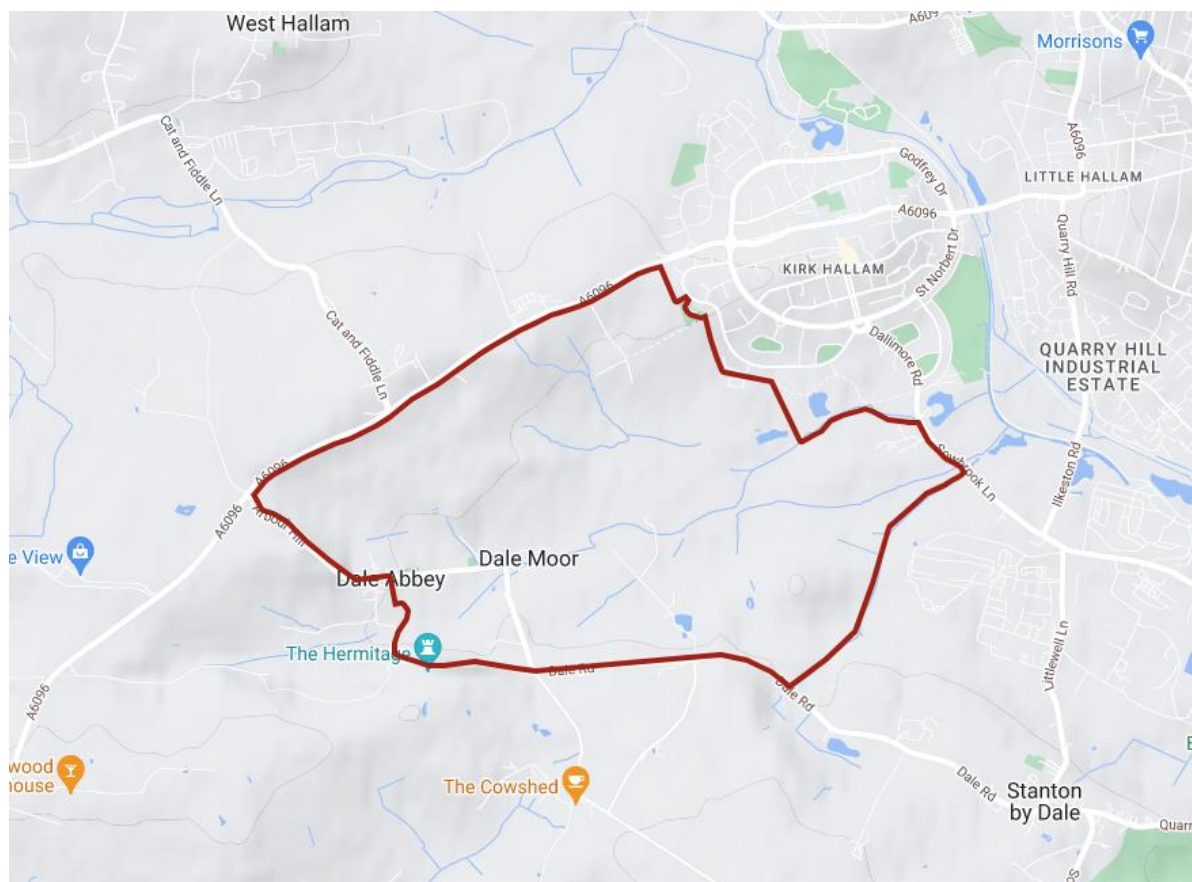 West Hallam
A609
Morrisons
Cat and Fiddle Ln
A6096
Godfrey Dr
LITTLE HALLAM
A6096
KIRK HALLAM
St Norbert Dr
Quarry Hill Rd
A6096
Cat and Fiddle Ln
Dallimore Rd
QUARRY HILL
INDUSTRIAL
ESTATE
A6096
Sowbrook Ln
Ilkeston Rd
A6096
Arbour Hill
e View
Dale Moor
Dale Abbey
The Hermitage
Dale Rd
Littlewell Ln
Dale Rd
A6096
wood
house
The Cowshed
Dale Rd
Stanton
by Dale
E
Quarr